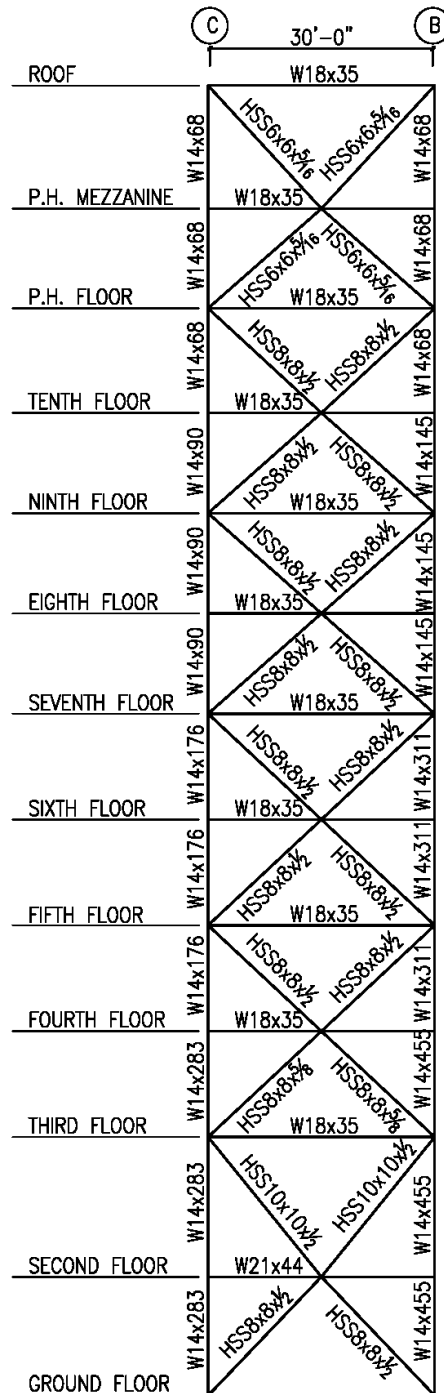 C
B
30'-0"
ROOF
W18x35
W14x68
HSS6x6x5/16
HSS6x6x5/16
W14x68
P.H. MEZZANINE
W18x35
W14x68
HSS6x6x5/16
HSS6x6x5/16
W14x68
P.H. FLOOR
W18x35
W14x68
HSS8x8x1/2
HSS8x8x1/2
W14x68
TENTH FLOOR
W18x35
W14x90
HSS8x8x1/2
HSS8x8x1/2
W14x145
NINTH FLOOR
W18x35
W14x90
HSS8x8x1/2
HSS8x8x1/2
W14x145
EIGHTH FLOOR
W18x35
W14x90
HSS8x8x1/2
HSS8x8x1/2
W14x145
SEVENTH FLOOR
W18x35
W14x176
HSS8x8x1/2
HSS8x8x1/2
W14x311
SIXTH FLOOR
W18x35
W14x176
HSS8x8x1/2
HSS8x8x1/2
W14x311
FIFTH FLOOR
W18x35
W14x176
HSS8x8x1/2
HSS8x8x1/2
W14x311
FOURTH FLOOR
W18x35
W14x283
HSS8x8x5/8
HSS8x8x5/8
W14x455
THIRD FLOOR
W18x35
W14x283
HSS10x10x1/2
HSS10x10x1/2
W14x455
SECOND FLOOR
W21x44
W14x283
HSS8x8x1/2
HSS8x8x1/2
W14x455
GROUND FLOOR